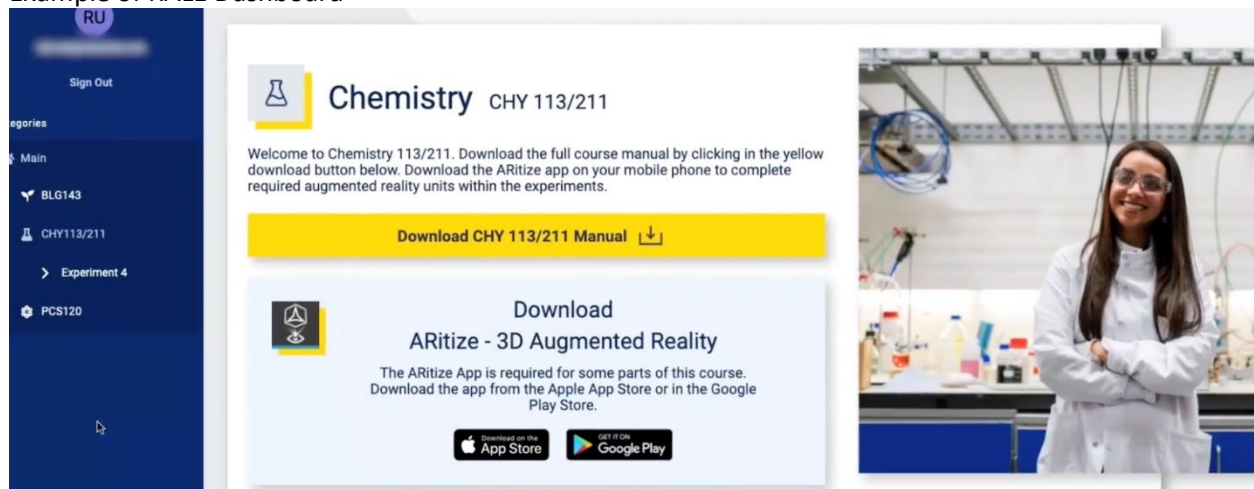 RU
Sign Out
egories
Main
BLG143
CHY113/211
Experiment 4
PCS120
Chemistry CHY 113/211
Welcome to Chemistry 113/211. Download the full course manual by clicking in the yellow
download button below. Download the ARitize app on your mobile phone to complete
required augmented reality units within the experiments.
Download CHY 113/211 Manual
Download
ARitize - 3D Augmented Reality
The ARitize App is required for some parts of this course.
Download the app from the Apple App Store or in the Google
Play Store.
Download on the
App Store
GET IT ON
Google Play